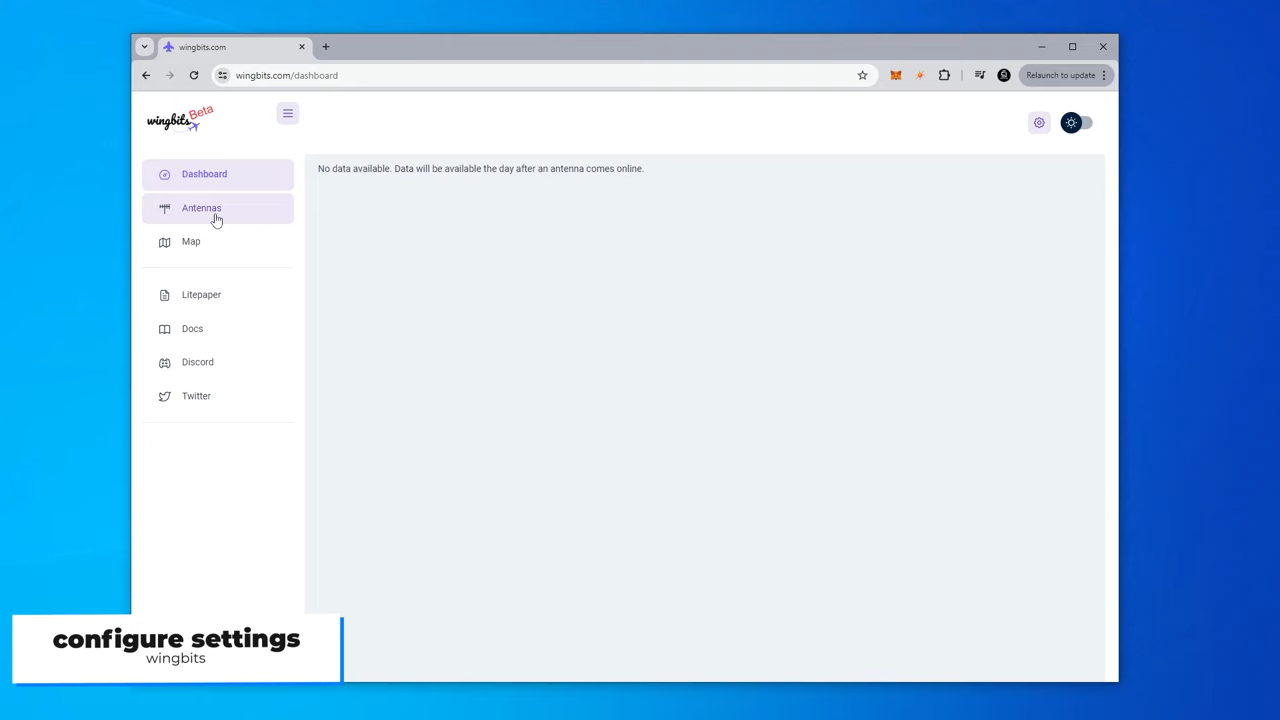 wingbits.com
wingbits.com/dashboard
Relaunch to update
wingbits Beta
Dashboard
Antennas
Map
Litepaper
Docs
Discord
Twitter
No data available. Data will be available the day after an antenna comes online.
configure settings
wingbits